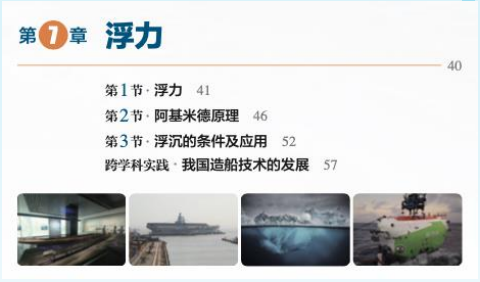 第7章 浮力
40
第1节·浮力 41
第2节·阿基米德原理 46
第3节·浮沉的条件及应用 52
跨学科实践·我国造船技术的发展 57